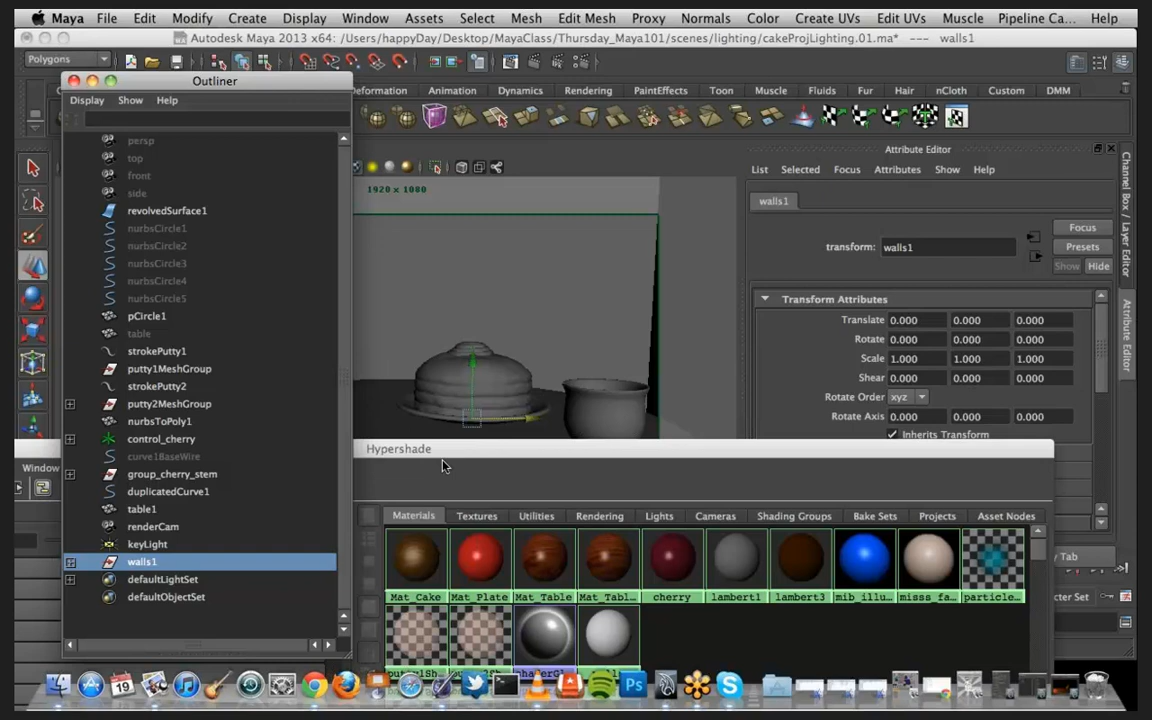 Maya File Edit Modify Create Display Window Assets Select Mesh Edit Mesh Proxy Normals Color Create UVs Edit UVs Muscle Pipeline Ca... Help
Autodesk Maya 2013 x64: /Users/happyDay/Desktop/MayaClass/Thursday_Maya101/scenes/lighting/cakeProjLighting.01.ma* --- walls1
Polygons
Outliner
Deformation Animation Dynamics Rendering PaintEffects Toon Muscle Fluids Fur Hair nCloth Custom DMM
Display Show Help
persp
top
front
side
revolvedSurface1
nurbsCircle1
nurbsCircle2
nurbsCircle3
nurbsCircle4
nurbsCircle5
pCircle1
table
strokePutty1
putty1MeshGroup
strokePutty2
putty2MeshGroup
nurbsToPoly1
control_cherry
curve1BaseWire
group_cherry_stem
duplicatedCurve1
table1
renderCam
keyLight
walls1
defaultLightSet
defaultObjectSet
1920 x 1080
Attribute Editor
List Selected Focus Attributes Show Help
walls1
Focus
transform: walls1
Presets
Show Hide
Transform Attributes
Translate 0.000 0.000 0.000
Rotate 0.000 0.000 0.000
Scale 1.000 1.000 1.000
Shear 0.000 0.000 0.000
Rotate Order xyz
Rotate Axis 0.000 0.000 0.000
Inherits Transform
Channel Box / Layer Editor
Attribute Editor
Window
Hypershade
Materials Textures Utilities Rendering Lights Cameras Shading Groups Bake Sets Projects Asset Nodes
Mat_Cake Mat_Plate Mat_Table Mat_Tabl... cherry lambert1 lambert3 mib_illu... misss_fa... particle...
Tab
19
Ps